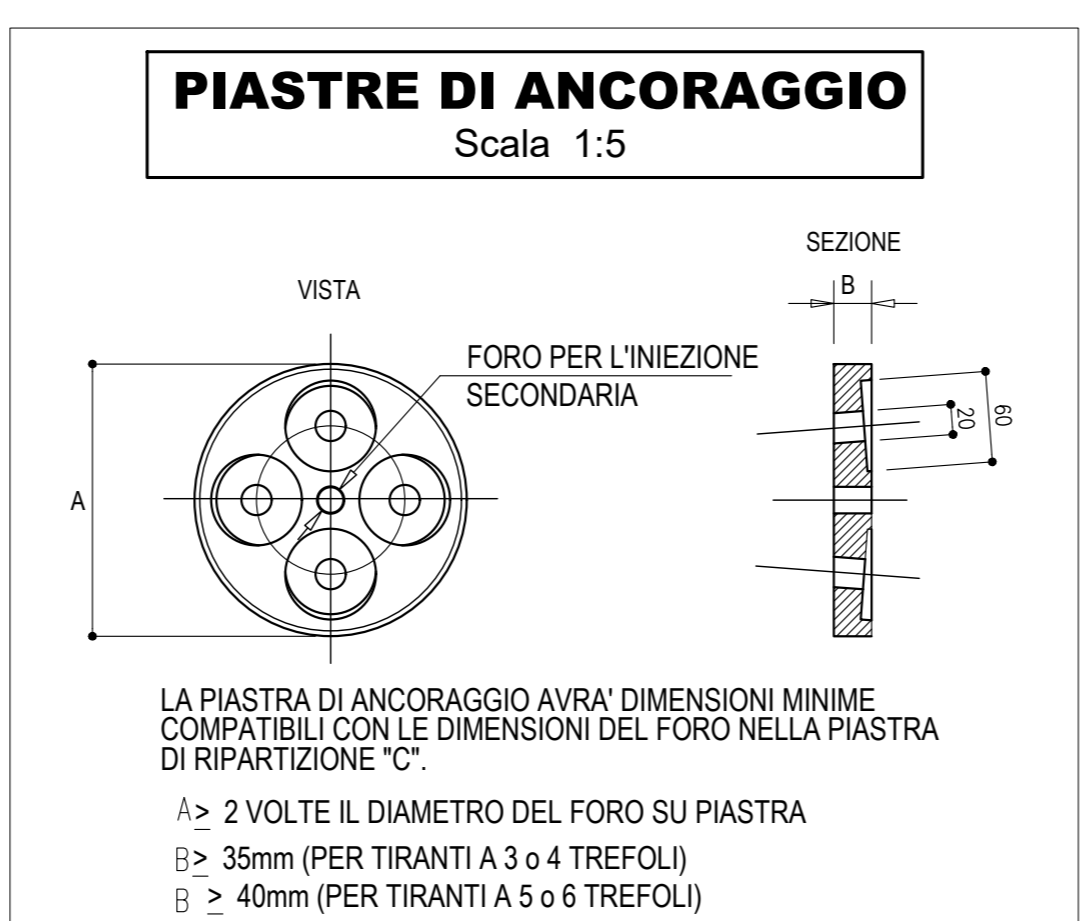 PIASTRE DI ANCORAGGIO
Scala 1:5
SEZIONE
B
VISTA
FORO PER L'INIEZIONE
SECONDARIA
A
20
60
LA PIASTRA DI ANCORAGGIO AVRA' DIMENSIONI MINIME
COMPATIBILI CON LE DIMENSIONI DEL FORO NELLA PIASTRA
DI RIPARTIZIONE "C".
A ≥ 2 VOLTE IL DIAMETRO DEL FORO SU PIASTRA
B ≥ 35mm (PER TIRANTI A 3 o 4 TREFOLI)
B ≥ 40mm (PER TIRANTI A 5 o 6 TREFOLI)